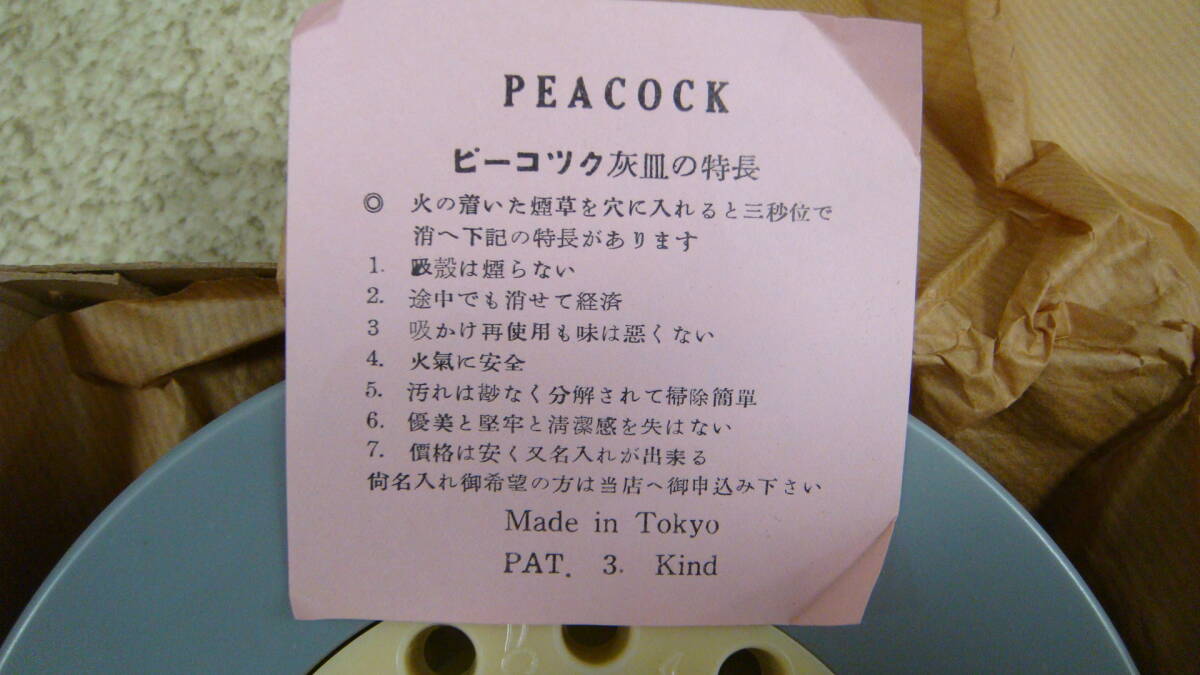 PEACOCK
ピーコツク灰皿の特長
◎ 火の着いた煙草を穴に入れると三秒位で
消へ下記の特長があります
1. 吸殼は煙らない
2. 途中でも消せて経済
3 吸かけ再使用も味は悪くない
4. 火氣に安全
5. 汚れは尠なく分解されて掃除簡單
6. 優美と堅牢と清潔感を失はない
7. 價格は安く又名入れが出来る
尙名入れ御希望の方は当店へ御申込み下さい
Made in Tokyo
PAT. 3. Kind